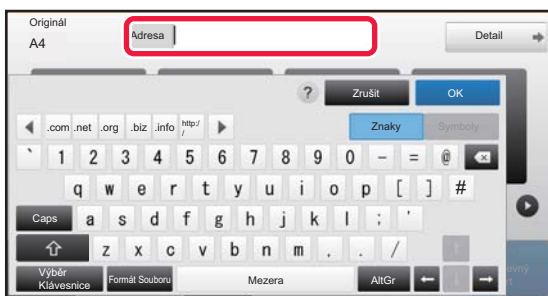 Originál
A4
Adresa
Detail
? Zrušit OK
.com .net .org .biz .info http:/
/
Znaky Symboly
` 1 2 3 4 5 6 7 8 9 0 - = @
q w e r t y u i o p [ ] #
Caps a s d f g h j k l ; '
z x c v b n m , . /
Výběr
Klávesnice
Formát Souboru Mezera AltGr